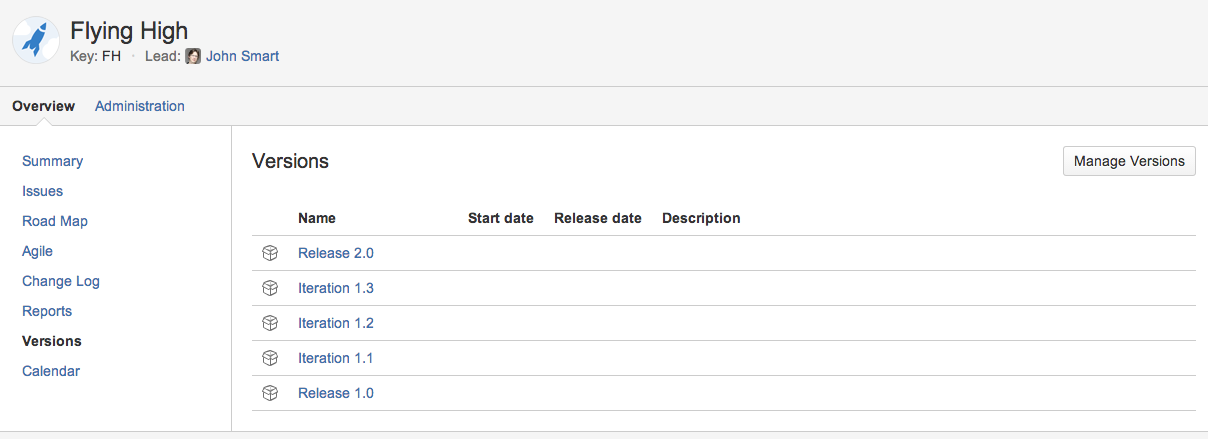 Flying High
Key: FH · Lead: John Smart
Overview Administration
Summary
Issues
Road Map
Agile
Change Log
Reports
Versions
Calendar
Versions Manage Versions
Name Start date Release date Description
Release 2.0
Iteration 1.3
Iteration 1.2
Iteration 1.1
Release 1.0